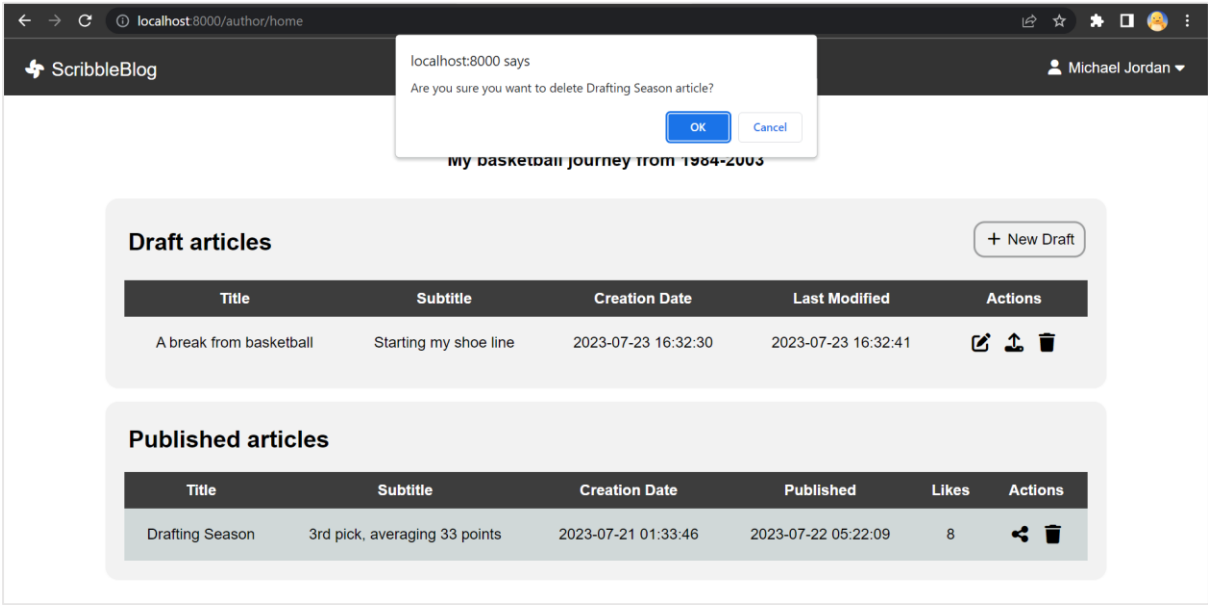 localhost:8000/author/home
ScribbleBlog
Michael Jordan
localhost:8000 says
Are you sure you want to delete Drafting Season article?
OK Cancel
My basketball journey from 1984-2003
Draft articles
+ New Draft
Title Subtitle Creation Date Last Modified Actions
A break from basketball Starting my shoe line 2023-07-23 16:32:30 2023-07-23 16:32:41
Published articles
Title Subtitle Creation Date Published Likes Actions
Drafting Season 3rd pick, averaging 33 points 2023-07-21 01:33:46 2023-07-22 05:22:09 8